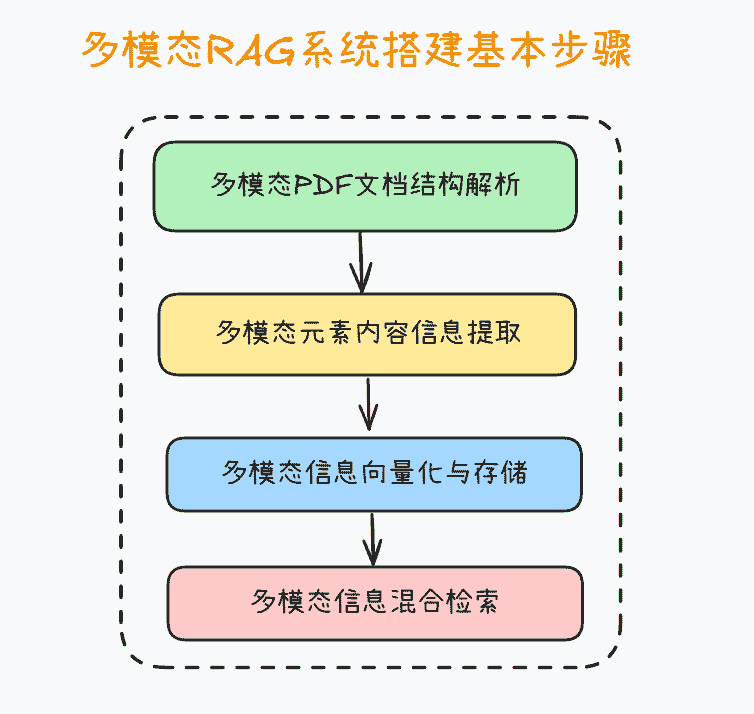 多模态RAG系统搭建基本步骤
多模态PDF文档结构解析
多模态元素内容信息提取
多模态信息向量化与存储
多模态信息混合检索